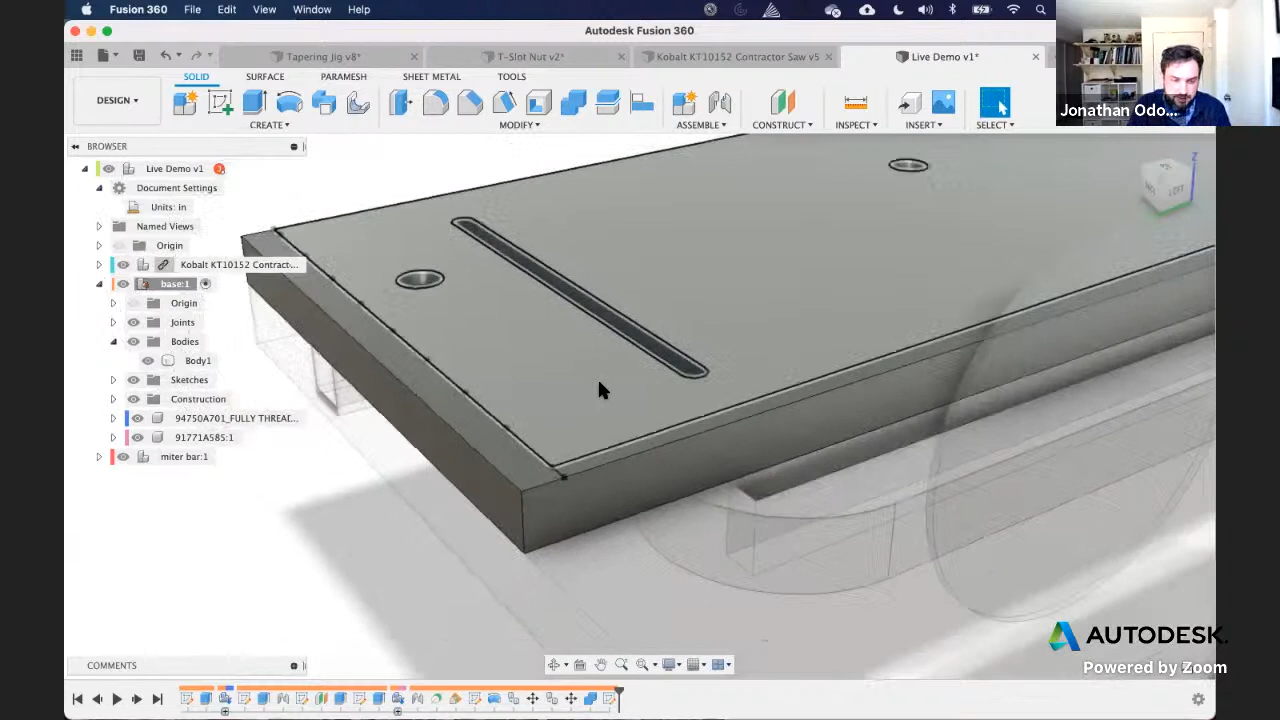 Fusion 360 File Edit View Window Help
Autodesk Fusion 360
Tapering Jig v8*
T-Slot Nut v2*
Kobalt KT10152 Contractor Saw v5
Live Demo v1*
Jonathan Odo...
SOLID SURFACE PARAMESH SHEET METAL TOOLS
DESIGN
CREATE MODIFY ASSEMBLE CONSTRUCT INSPECT INSERT SELECT
BROWSER
Live Demo v1
Document Settings
Units: in
Named Views
Origin
Kobalt KT10152 Contract...
base:1
Origin
Joints
Bodies
Body1
Sketches
Construction
94750A701_FULLY THREAD...
91771A585:1
miter bar:1
Z
LEFT
COMMENTS
AUTODESK.
Powered by Zoom